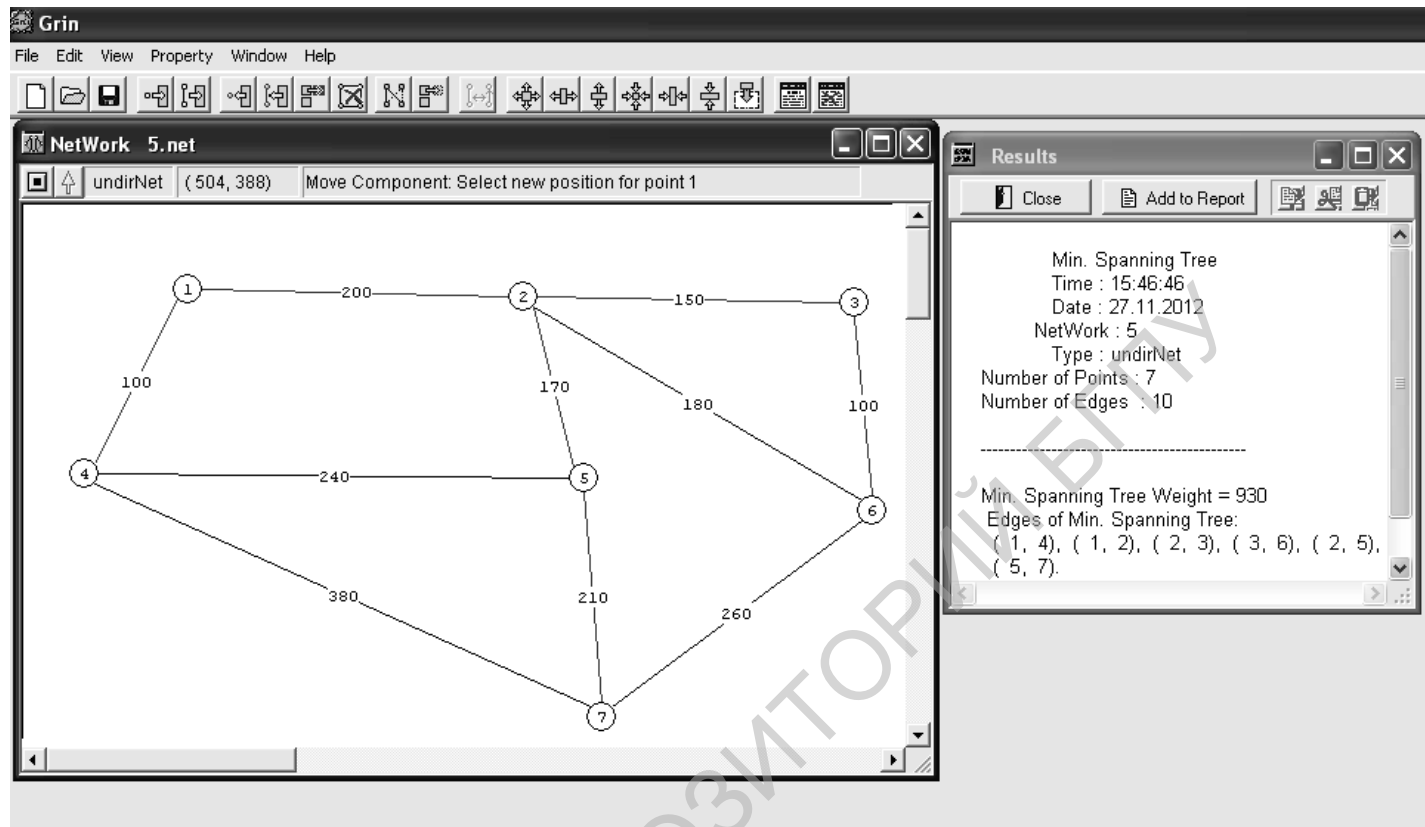 Grin
File Edit View Property Window Help
NetWork 5.net
undirNet (504, 388) Move Component: Select new position for point 1
1 200 2 150 3
100 170 180 100
4 240 5 6
380 210 260
7
Results
Close Add to Report
Min. Spanning Tree
Time : 15:46:46
Date : 27.11.2012
NetWork : 5
Type : undirNet
Number of Points : 7
Number of Edges : 10
------------------------------------------
Min. Spanning Tree Weight = 930
Edges of Min. Spanning Tree:
( 1, 4), ( 1, 2), ( 2, 3), ( 3, 6), ( 2, 5),
( 5, 7).
ОЗИТОРИЙ БГПУ